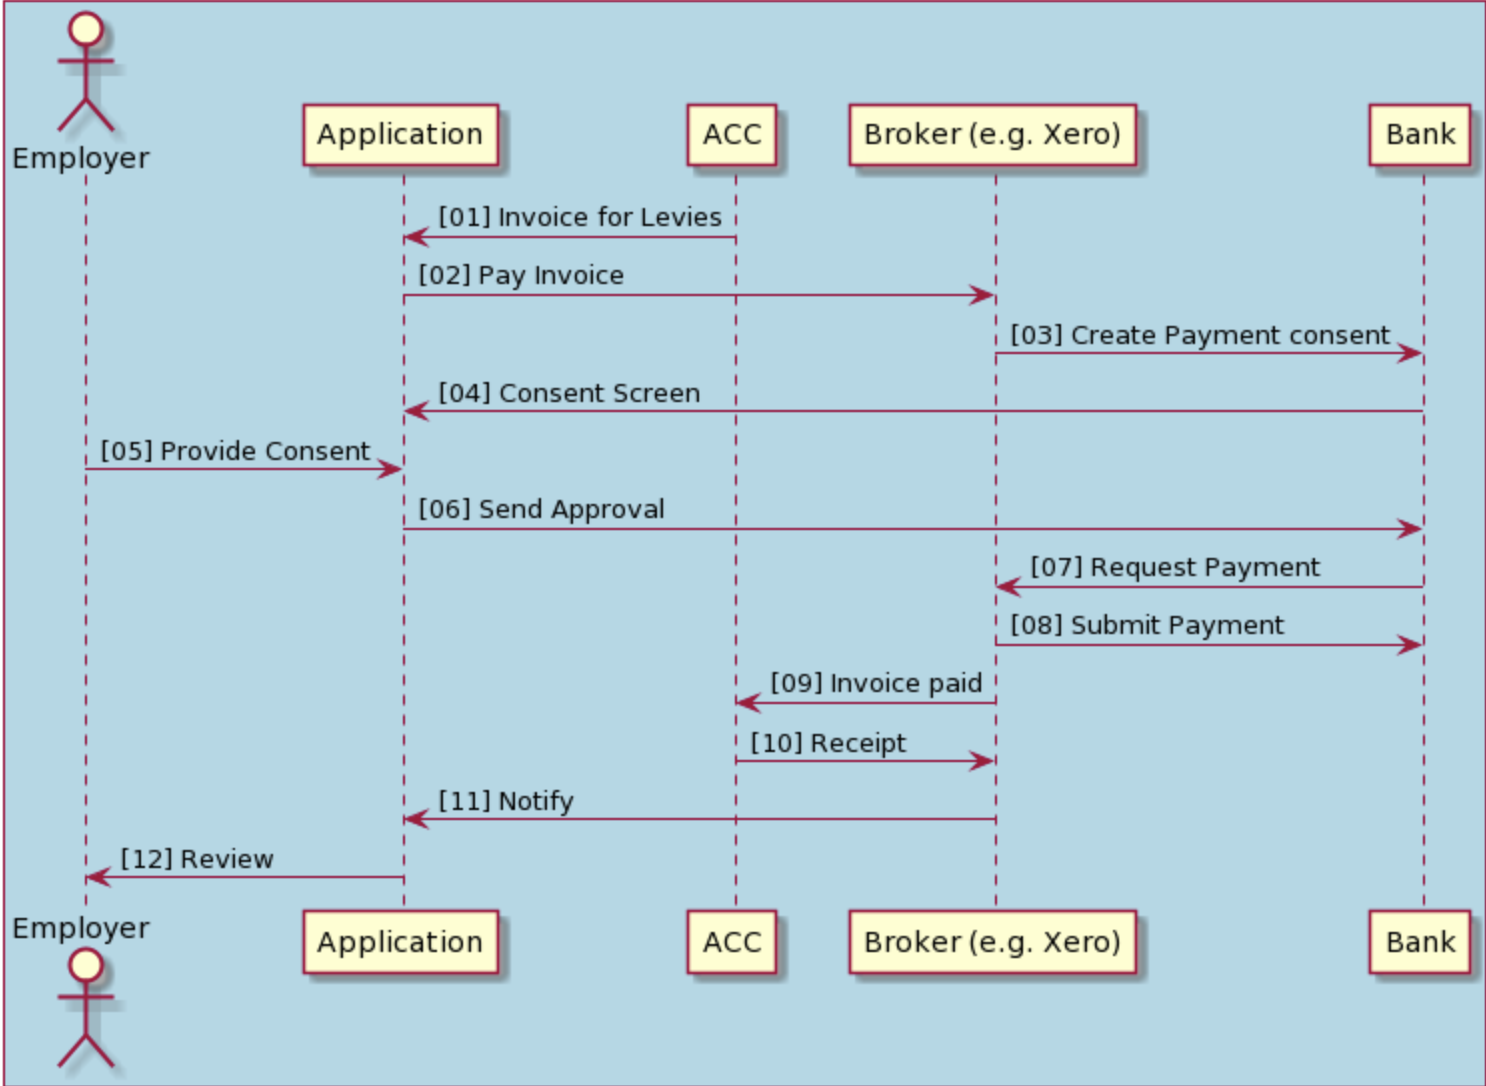 Employer
Application
ACC
Broker (e.g. Xero)
Bank
[01] Invoice for Levies
[02] Pay Invoice
[03] Create Payment consent
[04] Consent Screen
[05] Provide Consent
[06] Send Approval
[07] Request Payment
[08] Submit Payment
[09] Invoice paid
[10] Receipt
[11] Notify
[12] Review
Employer
Application
ACC
Broker (e.g. Xero)
Bank